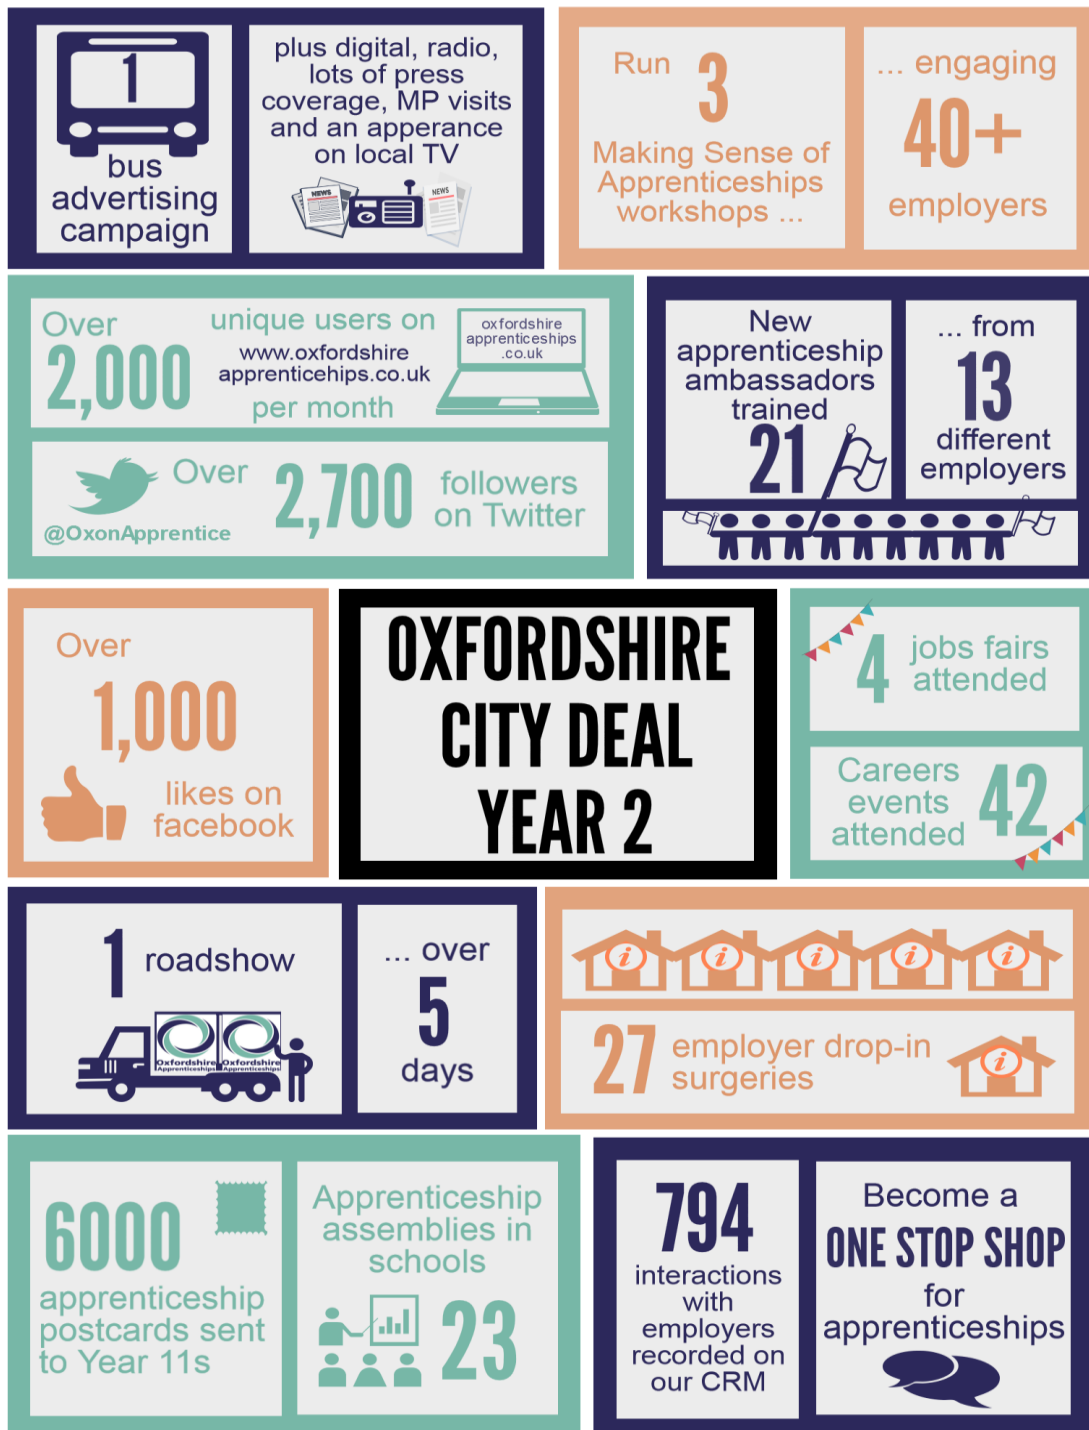 1
bus
advertising
campaign
plus digital, radio,
lots of press
coverage, MP visits
and an apperance
on local TV
NEWS
NEWS
Run 3
Making Sense of
Apprenticeships
workshops ...
... engaging
40+
employers
Over
2,000
unique users on
www.oxfordshire
apprenticehips.co.uk
per month
oxfordshire
apprenticeships
.co.uk
@OxonApprentice
Over 2,700 followers
on Twitter
New
apprenticeship
ambassadors
trained
21
... from
13
different
employers
Over
1,000
likes on
facebook
OXFORDSHIRE
CITY DEAL
YEAR 2
4 jobs fairs
attended
Careers
events
attended
42
1 roadshow
Oxfordshire
Apprenticeships
Oxfordshire
Apprenticeships
... over
5
days
i i i i i
27 employer drop-in
surgeries
i
6000
apprenticeship
postcards sent
to Year 11s
Apprenticeship
assemblies in
schools
23
794
interactions
with
employers
recorded on
our CRM
Become a
ONE STOP SHOP
for
apprenticeships